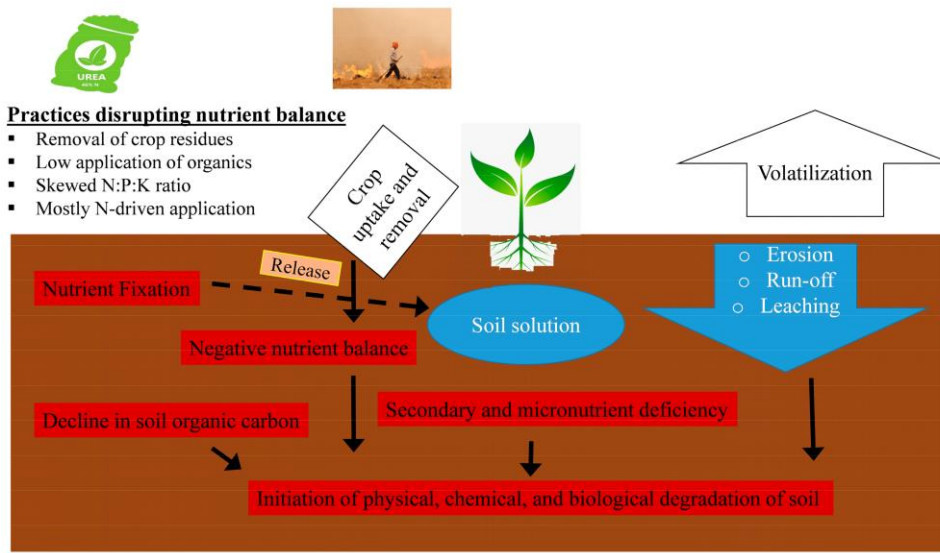 UREA
Practices disrupting nutrient balance
Removal of crop residues
Low application of organics
Skewed N:P:K ratio
Mostly N-driven application
Crop
uptake and
removal
Volatilization
Release
Nutrient Fixation
Soil solution
Erosion
Run-off
Leaching
Negative nutrient balance
Secondary and micronutrient deficiency
Decline in soil organic carbon
Initiation of physical, chemical, and biological degradation of soil